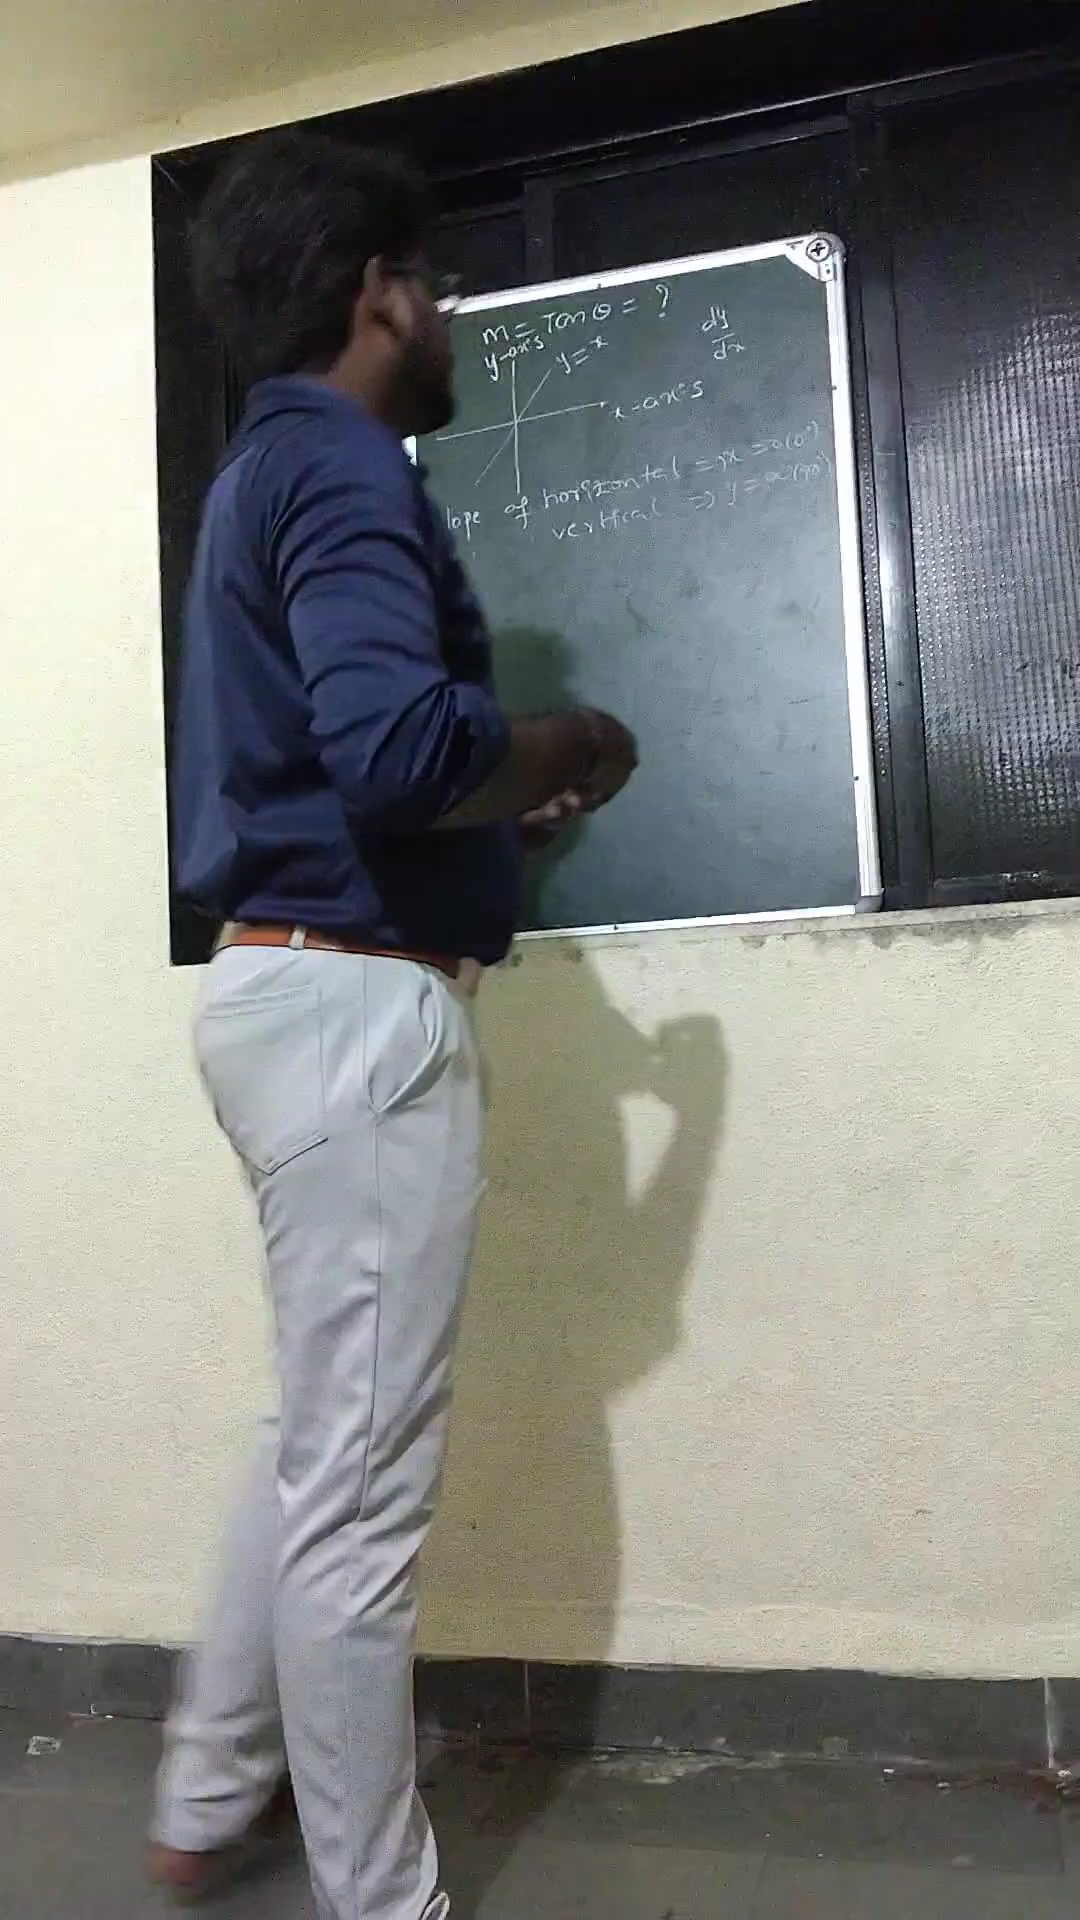 m = Tan θ = ?
dy
dx
y-axis
y = x
x-axis
lope of horizontal => x = 0 (0°)
vertical => y = ∞ (90°)